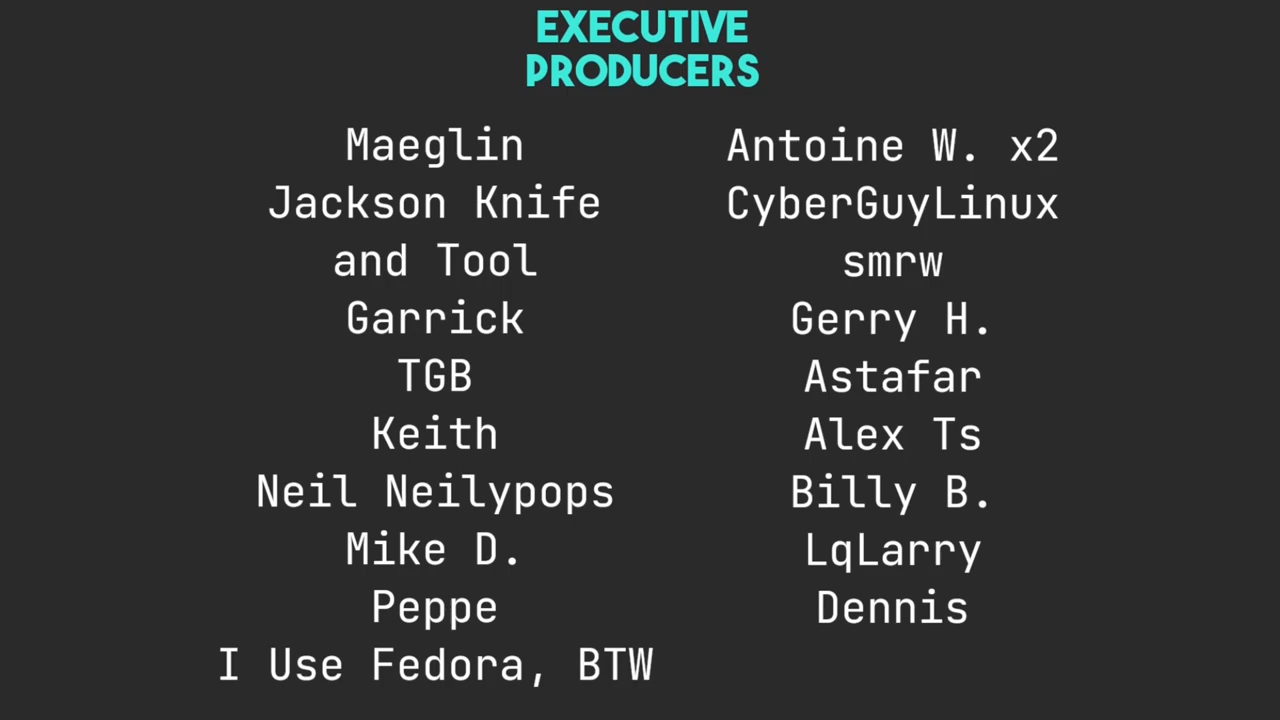 EXECUTIVE
PRODUCERS
Maeglin
Jackson Knife
and Tool
Garrick
TGB
Keith
Neil Neilypops
Mike D.
Peppe
I Use Fedora, BTW
Antoine W. x2
CyberGuyLinux
smrw
Gerry H.
Astafar
Alex Ts
Billy B.
LqLarry
Dennis